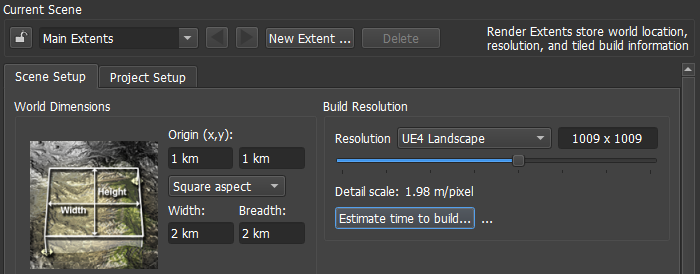 Current Scene
Main Extents
New Extent ...
Delete
Render Extents store world location,
resolution, and tiled build information
Scene Setup
Project Setup
World Dimensions
Height
Width
Origin (x,y):
1 km
1 km
Square aspect
Width:
Breadth:
2 km
2 km
Build Resolution
Resolution
UE4 Landscape
1009 x 1009
Detail scale: 1.98 m/pixel
Estimate time to build...
...